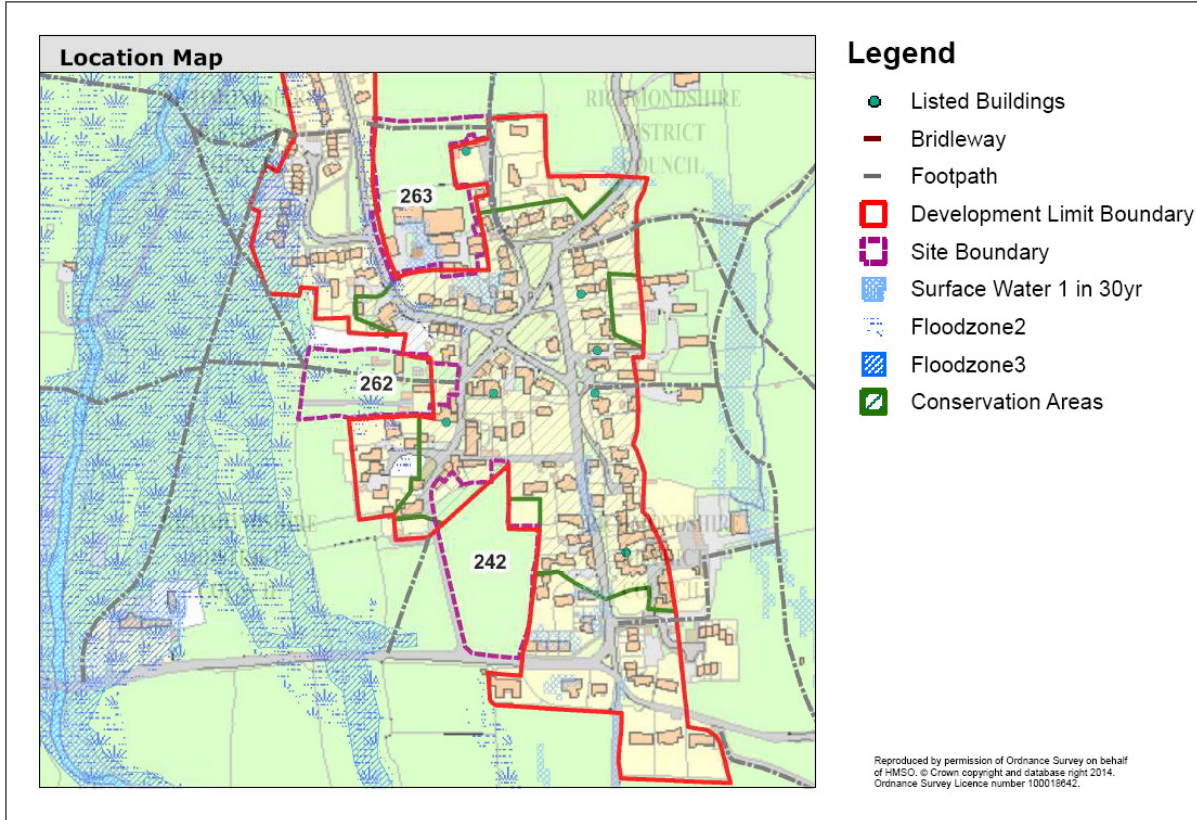 Location Map
RICHMONDSHIRE
DISTRICT
COUNCIL
263
262
242
RICHMONDSHIRE
Legend
Listed Buildings
Bridleway
Footpath
Development Limit Boundary
Site Boundary
Surface Water 1 in 30yr
Floodzone2
Floodzone3
Conservation Areas
Reproduced by permission of Ordnance Survey on behalf
of HMSO. © Crown copyright and database right 2014.
Ordnance Survey Licence number 100018642.